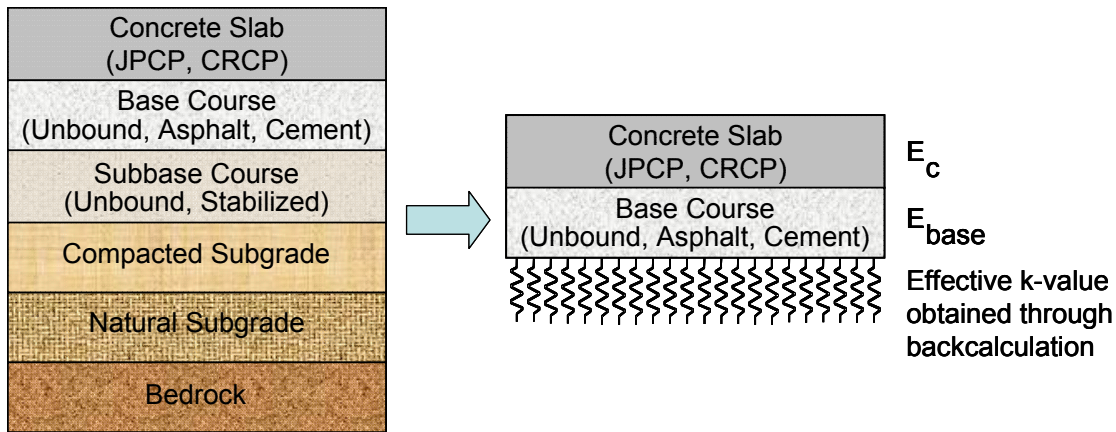 Concrete Slab
(JPCP, CRCP)
Base Course
(Unbound, Asphalt, Cement)
Subbase Course
(Unbound, Stabilized)
Compacted Subgrade
Natural Subgrade
Bedrock
Concrete Slab
(JPCP, CRCP)
Base Course
(Unbound, Asphalt, Cement)
Ec
Ebase
Effective k-value
obtained through
backcalculation